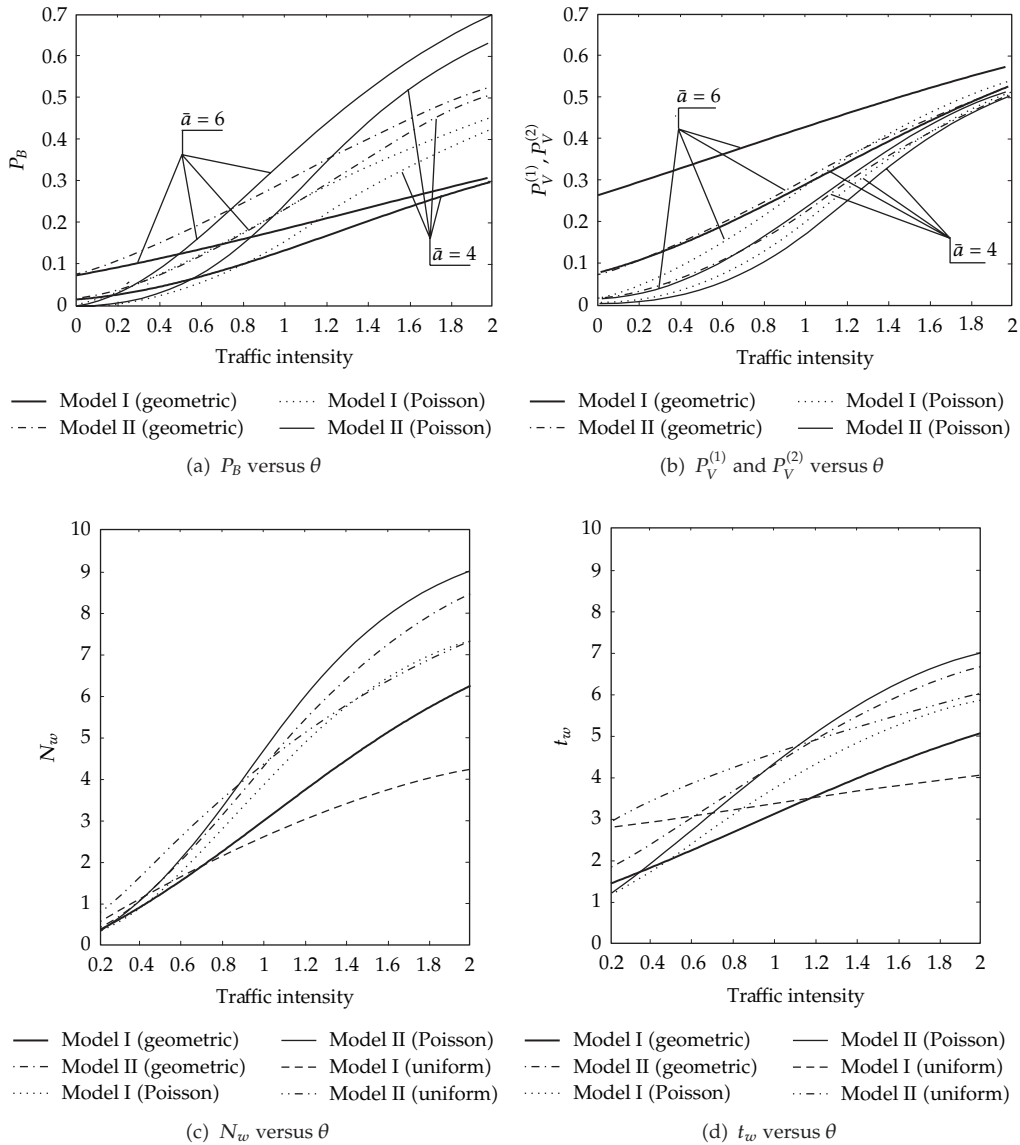 0.7
0.6
0.5
0.4
0.3
0.2
0.1
0
P_B
ā = 6
ā = 4
0 0.2 0.4 0.6 0.8 1 1.2 1.4 1.6 1.8 2
Traffic intensity
Model I (geometric)
Model II (geometric)
Model I (Poisson)
Model II (Poisson)
(a) P_B versus θ
0.7
0.6
0.5
0.4
0.3
0.2
0.1
0
P_V^(1), P_V^(2)
ā = 6
ā = 4
0 0.2 0.4 0.6 0.8 1 1.2 1.4 1.6 1.8 2
Traffic intensity
Model I (geometric)
Model II (geometric)
Model I (Poisson)
Model II (Poisson)
(b) P_V^(1) and P_V^(2) versus θ
10
9
8
7
6
5
4
3
2
1
0
N_w
0.2 0.4 0.6 0.8 1 1.2 1.4 1.6 1.8 2
Traffic intensity
Model I (geometric)
Model II (geometric)
Model I (Poisson)
Model II (Poisson)
Model I (uniform)
Model II (uniform)
(c) N_w versus θ
10
9
8
7
6
5
4
3
2
1
0
t_w
0.2 0.4 0.6 0.8 1 1.2 1.4 1.6 1.8 2
Traffic intensity
Model I (geometric)
Model II (geometric)
Model I (Poisson)
Model II (Poisson)
Model I (uniform)
Model II (uniform)
(d) t_w versus θ